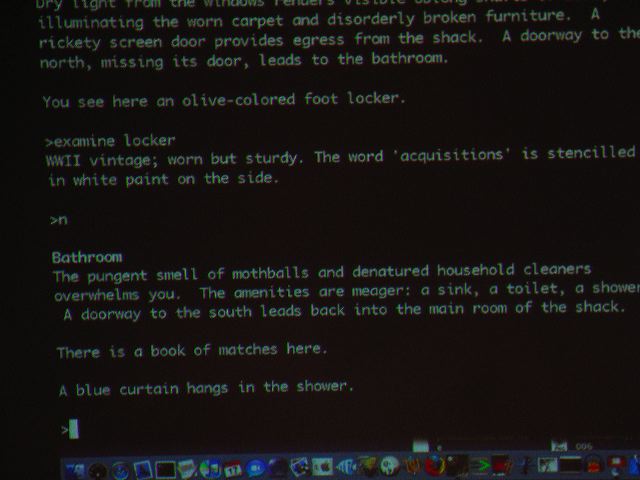 Dry light from the windows renders visible oblong
illuminating the worn carpet and disorderly broken furniture. A
rickety screen door provides egress from the shack. A doorway to the
north, missing its door, leads to the bathroom.
You see here an olive-colored foot locker.
>examine locker
WWII vintage; worn but sturdy. The word 'acquisitions' is stencilled
in white paint on the side.
>n
Bathroom
The pungent smell of mothballs and denatured household cleaners
overwhelms you. The amenities are meager: a sink, a toilet, a shower
A doorway to the south leads back into the main room of the shack.
There is a book of matches here.
A blue curtain hangs in the shower.
>
17